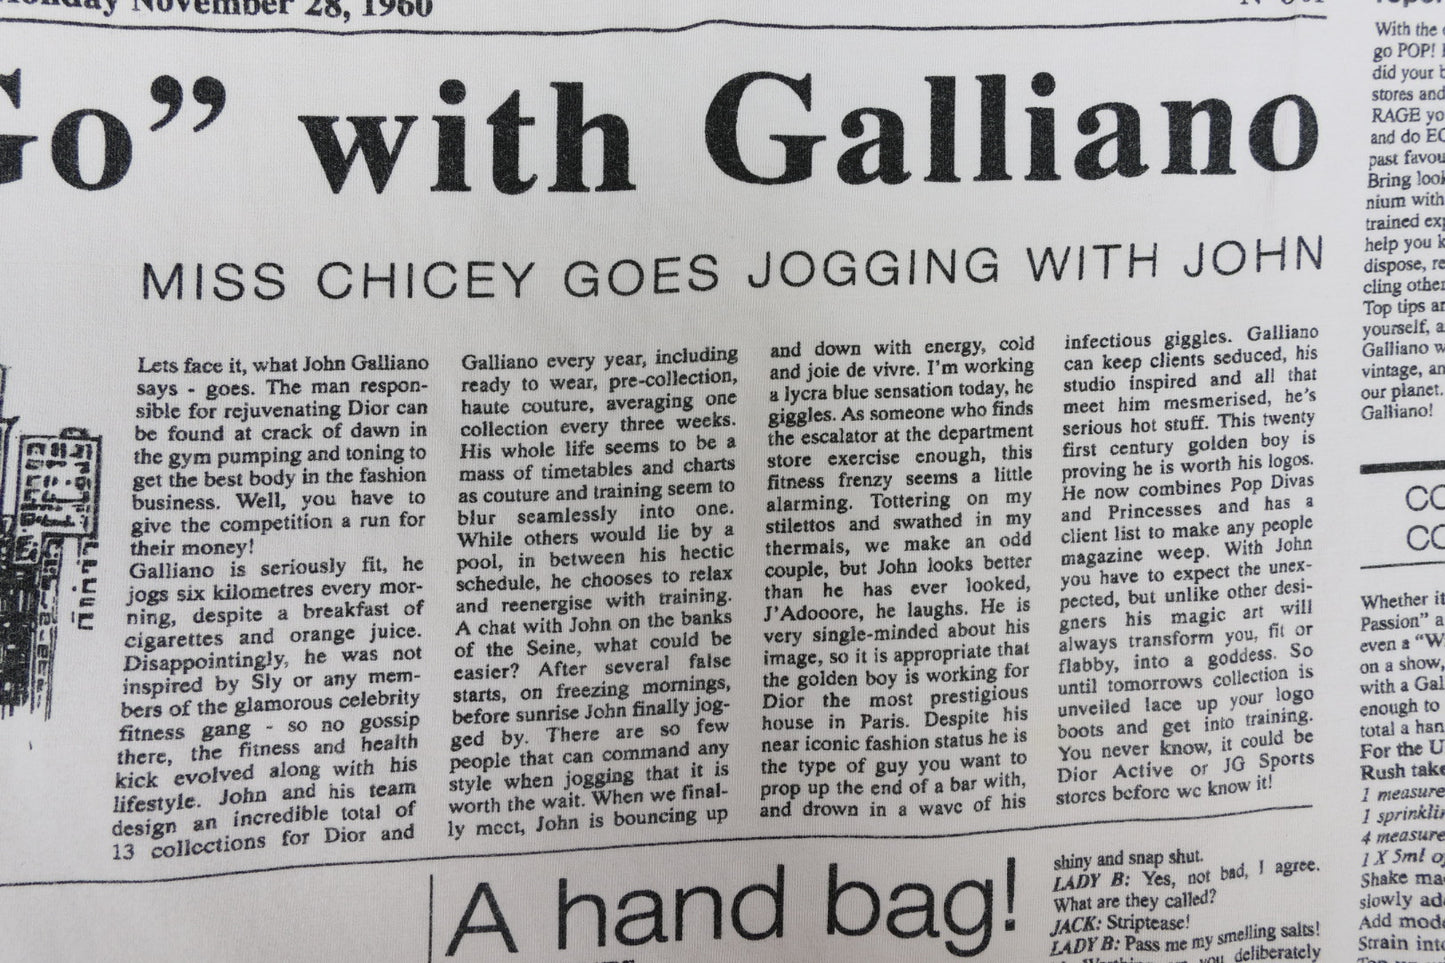 Monday November 28, 1960
Go” with Galliano
MISS CHICEY GOES JOGGING WITH JOHN
Lets face it, what John Galliano
says - goes. The man respon-
sible for rejuvenating Dior can
be found at crack of dawn in
the gym pumping and toning to
get the best body in the fashion
business. Well, you have to
give the competition a run for
their money!
Galliano is seriously fit, he
jogs six kilometres every mor-
ning, despite a breakfast of
cigarettes and orange juice.
Disappointingly, he was not
inspired by Sly or any mem-
bers of the glamorous celebrity
fitness gang - so no gossip
there, the fitness and health
kick evolved along with his
lifestyle. John and his team
design an incredible total of
13 collections for Dior and
Galliano every year, including
ready to wear, pre-collection,
haute couture, averaging one
collection every three weeks.
His whole life seems to be a
mass of timetables and charts
as couture and training seem to
blur seamlessly into one.
While others would lie by a
pool, in between his hectic
schedule, he chooses to relax
and reenergise with training.
A chat with John on the banks
of the Seine, what could be
easier? After several false
starts, on freezing mornings,
before sunrise John finally jog-
ged by. There are so few
people that can command any
style when jogging that it is
worth the wait. When we final-
ly meet, John is bouncing up
and down with energy, cold
and joie de vivre. I'm working
a lycra blue sensation today, he
giggles. As someone who finds
the escalator at the department
store exercise enough, this
fitness frenzy seems a little
alarming. Tottering on my
stilettos and swathed in my
thermals, we make an odd
couple, but John looks better
than he has ever looked,
J'Adooore, he laughs. He is
very single-minded about his
image, so it is appropriate that
the golden boy is working for
Dior the most prestigious
house in Paris. Despite his
near iconic fashion status he is
the type of guy you want to
prop up the end of a bar with,
and drown in a wave of his
infectious giggles. Galliano
can keep clients seduced, his
studio inspired and all that
meet him mesmerised, he's
serious hot stuff. This twenty
first century golden boy is
proving he is worth his logos.
He now combines Pop Divas
and Princesses and has a
client list to make any people
magazine weep. With John
you have to expect the unex-
pected, but unlike other desi-
gners his magic art will
always transform you, fit or
flabby, into a goddess. So
until tomorrows collection is
unveiled lace up your logo
boots and get into training.
You never know, it could be
Dior Active or JG Sports
stores before we know it!
A hand bag!
shiny and snap shut.
LADY B: Yes, not bad, I agree.
What are they called?
JACK: Striptease!
LADY B: Pass me my smelling salts!
you deliberately
With the
go POP!
did your
stores and
RAGE
and do
past
Bring
nium with
trained
help you
dispose,
cling other
Top tips
yourself,
Galliano
vintage,
our planet.
Galliano!
CO
CO
Whether it
Passion” a
even a “W
on a show,
with a Gal
enough to
total a han
For the U
Rush take
1 measure
1
4 measure
1 X 5ml
Shake
slowly
Add
Strain